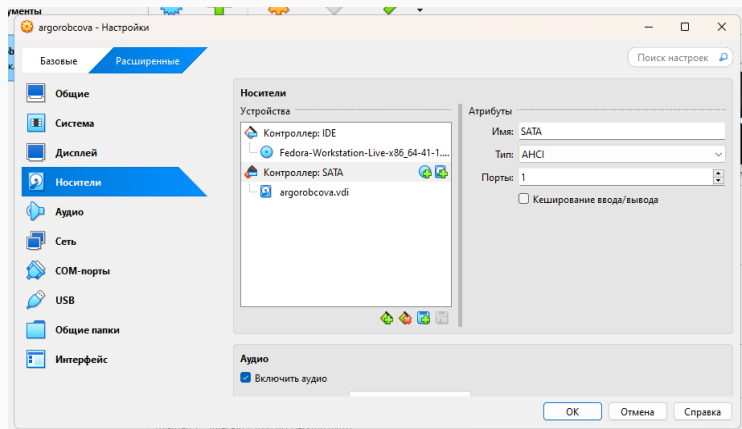 ументы
argorobcova - Настройки
Базовые
Расширенные
Поиск настроек
Общие
Система
Дисплей
Носители
Аудио
Сеть
COM-порты
USB
Общие папки
Интерфейс
Носители
Устройства
Контроллер: IDE
Fedora-Workstation-Live-x86_64-41-1....
Контроллер: SATA
argorobcova.vdi
Атрибуты
Имя: SATA
Тип: AHCI
Порты: 1
Кеширование ввода/вывода
Аудио
Включить аудио
OK
Отмена
Справка